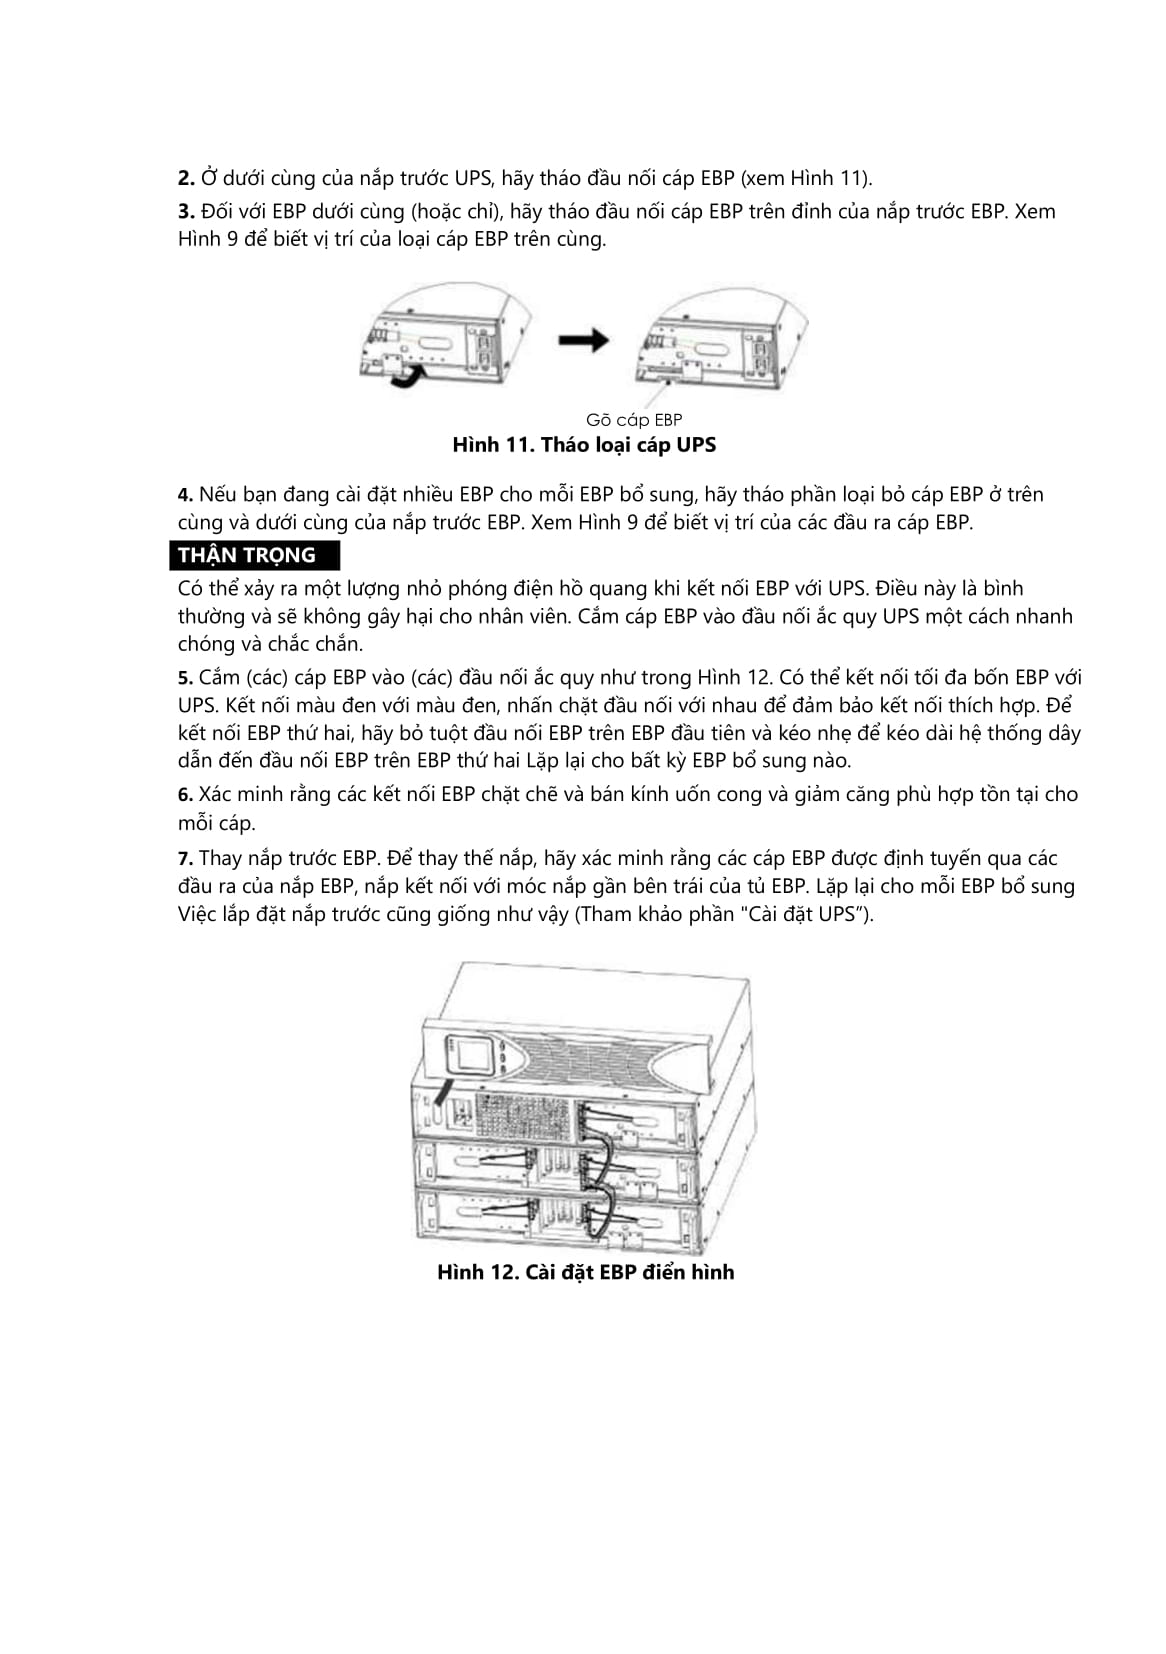 2. Ở dưới cùng của nắp trước UPS, hãy tháo đầu nối cáp EBP (xem Hình 11).
3. Đối với EBP dưới cùng (hoặc chỉ), hãy tháo đầu nối cáp EBP trên đỉnh của nắp trước EBP. Xem
Hình 9 để biết vị trí của loại cáp EBP trên cùng.
Gõ cáp EBP
Hình 11. Tháo loại cáp UPS
4. Nếu bạn đang cài đặt nhiều EBP cho mỗi EBP bổ sung, hãy tháo phần loại bỏ cáp EBP ở trên
cùng và dưới cùng của nắp trước EBP. Xem Hình 9 để biết vị trí của các đầu ra cáp EBP.
THẬN TRỌNG
Có thể xảy ra một lượng nhỏ phóng điện hồ quang khi kết nối EBP với UPS. Điều này là bình
thường và sẽ không gây hại cho nhân viên. Cắm cáp EBP vào đầu nối ắc quy UPS một cách nhanh
chóng và chắc chắn.
5. Cắm (các) cáp EBP vào (các) đầu nối ắc quy như trong Hình 12. Có thể kết nối tối đa bốn EBP với
UPS. Kết nối màu đen với màu đen, nhấn chặt đầu nối với nhau để đảm bảo kết nối thích hợp. Để
kết nối EBP thứ hai, hãy bỏ tuột đầu nối EBP trên EBP đầu tiên và kéo nhẹ để kéo dài hệ thống dây
dẫn đến đầu nối EBP trên EBP thứ hai Lặp lại cho bất kỳ EBP bổ sung nào.
6. Xác minh rằng các kết nối EBP chặt chẽ và bán kính uốn cong và giảm căng phù hợp tồn tại cho
mỗi cáp.
7. Thay nắp trước EBP. Để thay thế nắp, hãy xác minh rằng các cáp EBP được định tuyến qua các
đầu ra của nắp EBP, nắp kết nối với móc nắp gần bên trái của tủ EBP. Lặp lại cho mỗi EBP bổ sung
Việc lắp đặt nắp trước cũng giống như vậy (Tham khảo phần "Cài đặt UPS”).
Hình 12. Cài đặt EBP điển hình